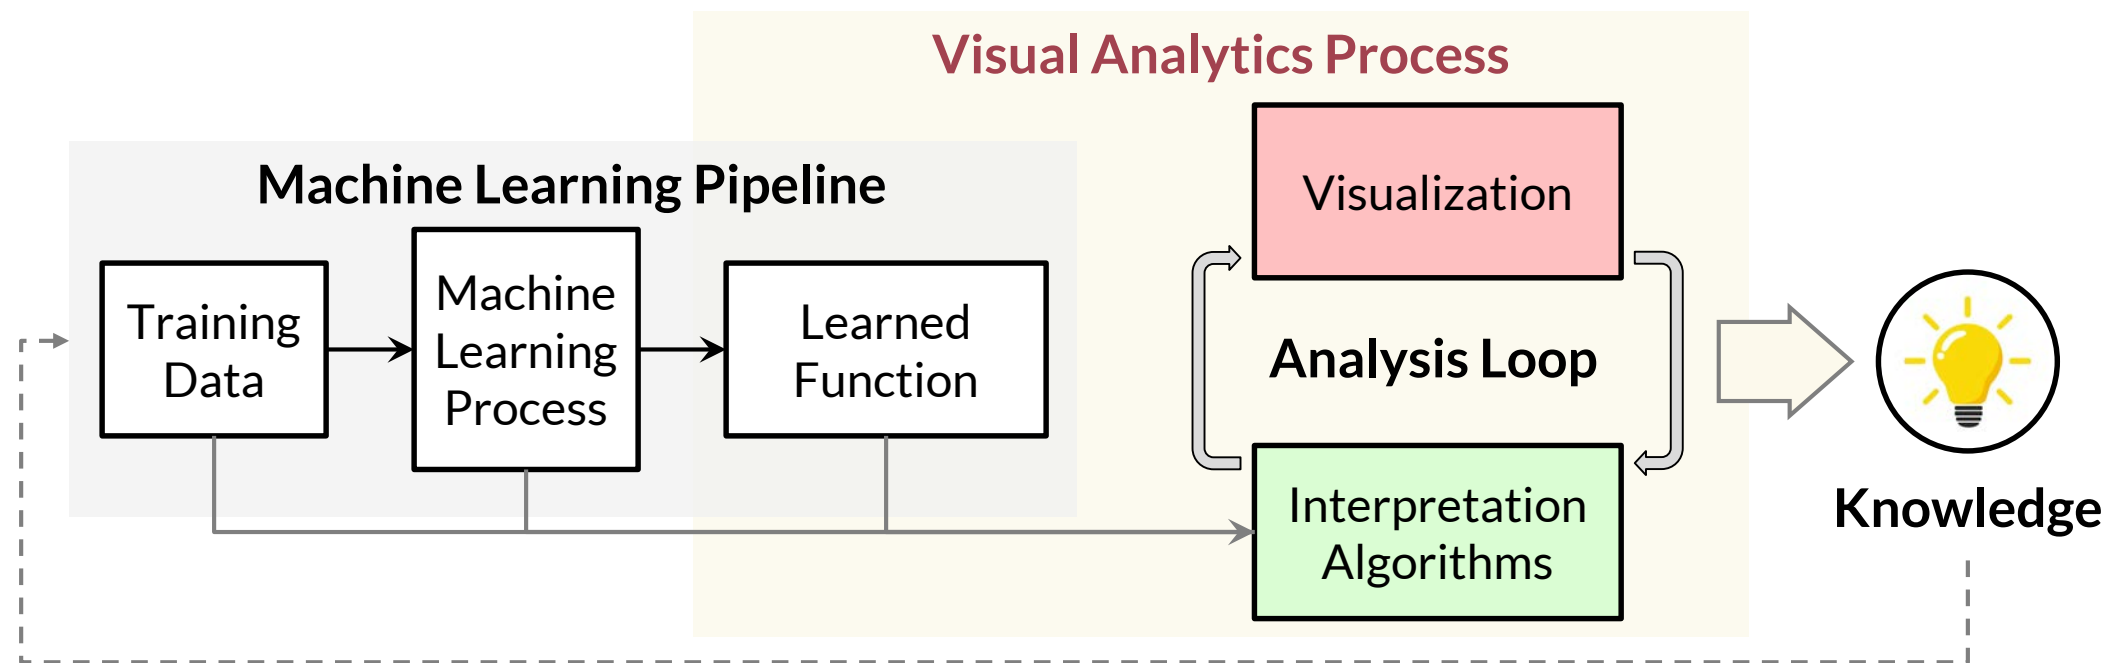 Visual Analytics Process
Machine Learning Pipeline
Training
Data
Machine
Learning
Process
Learned
Function
Visualization
Analysis Loop
Interpretation
Algorithms
Knowledge